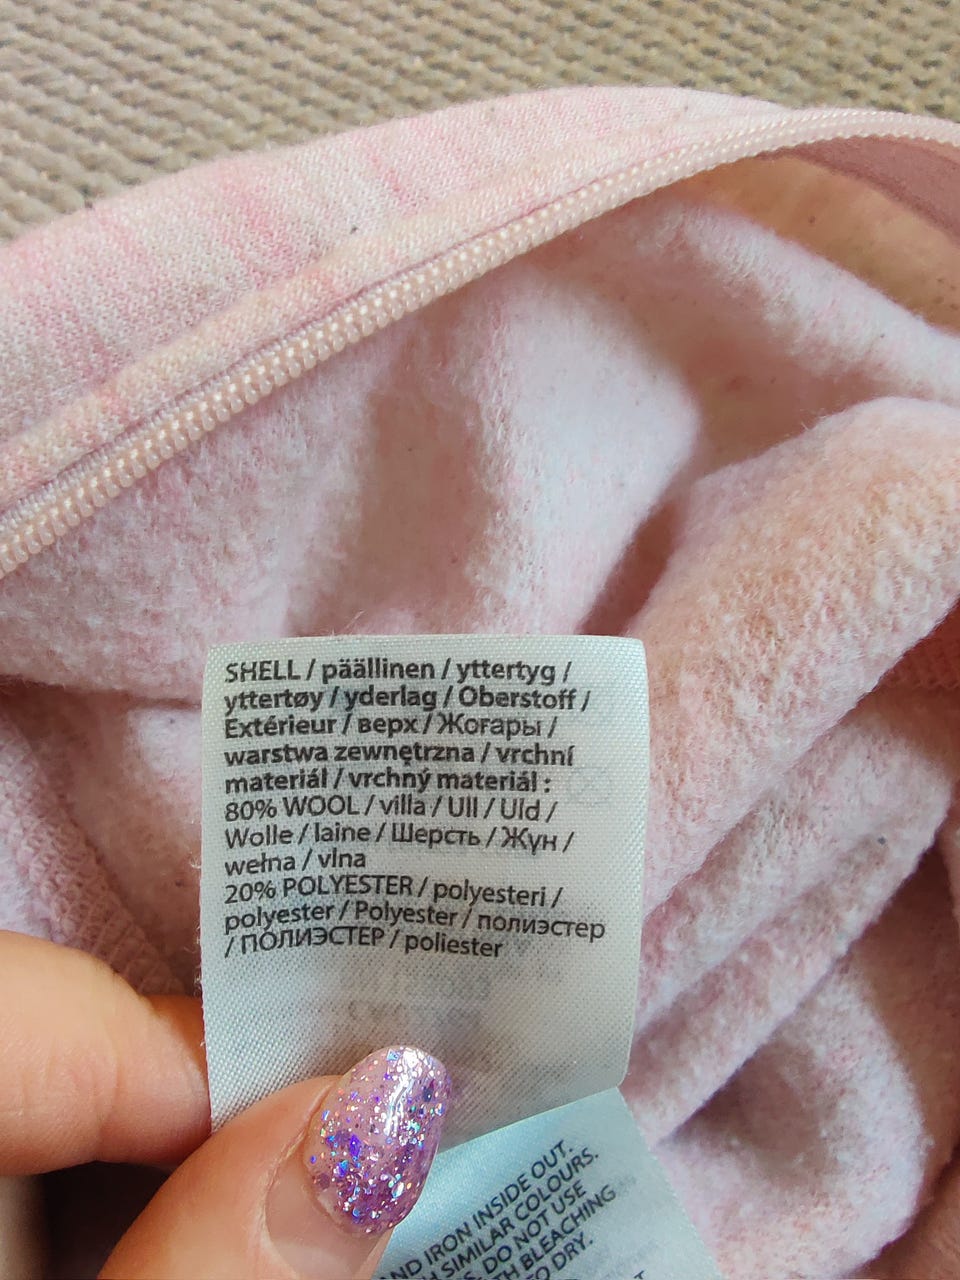 SHELL / päällinen / yttertyg /
yttertøy / yderlag / Oberstoff /
Extérieur / верх / Жоғары /
warstwa zewnętrzna / vrchní
materiál / vrchný materiál :
80% WOOL / villa / Ull / Uld /
Wolle / laine / Шерсть / Жүн /
wełna / vlna
20% POLYESTER / polyesteri /
polyester / Polyester / полиэстер
/ ПОЛИЭСТЕР / poliester
IRON INSIDE OUT.
SIMILAR COLOURS.
DO NOT USE
BLEACHING
DRY.